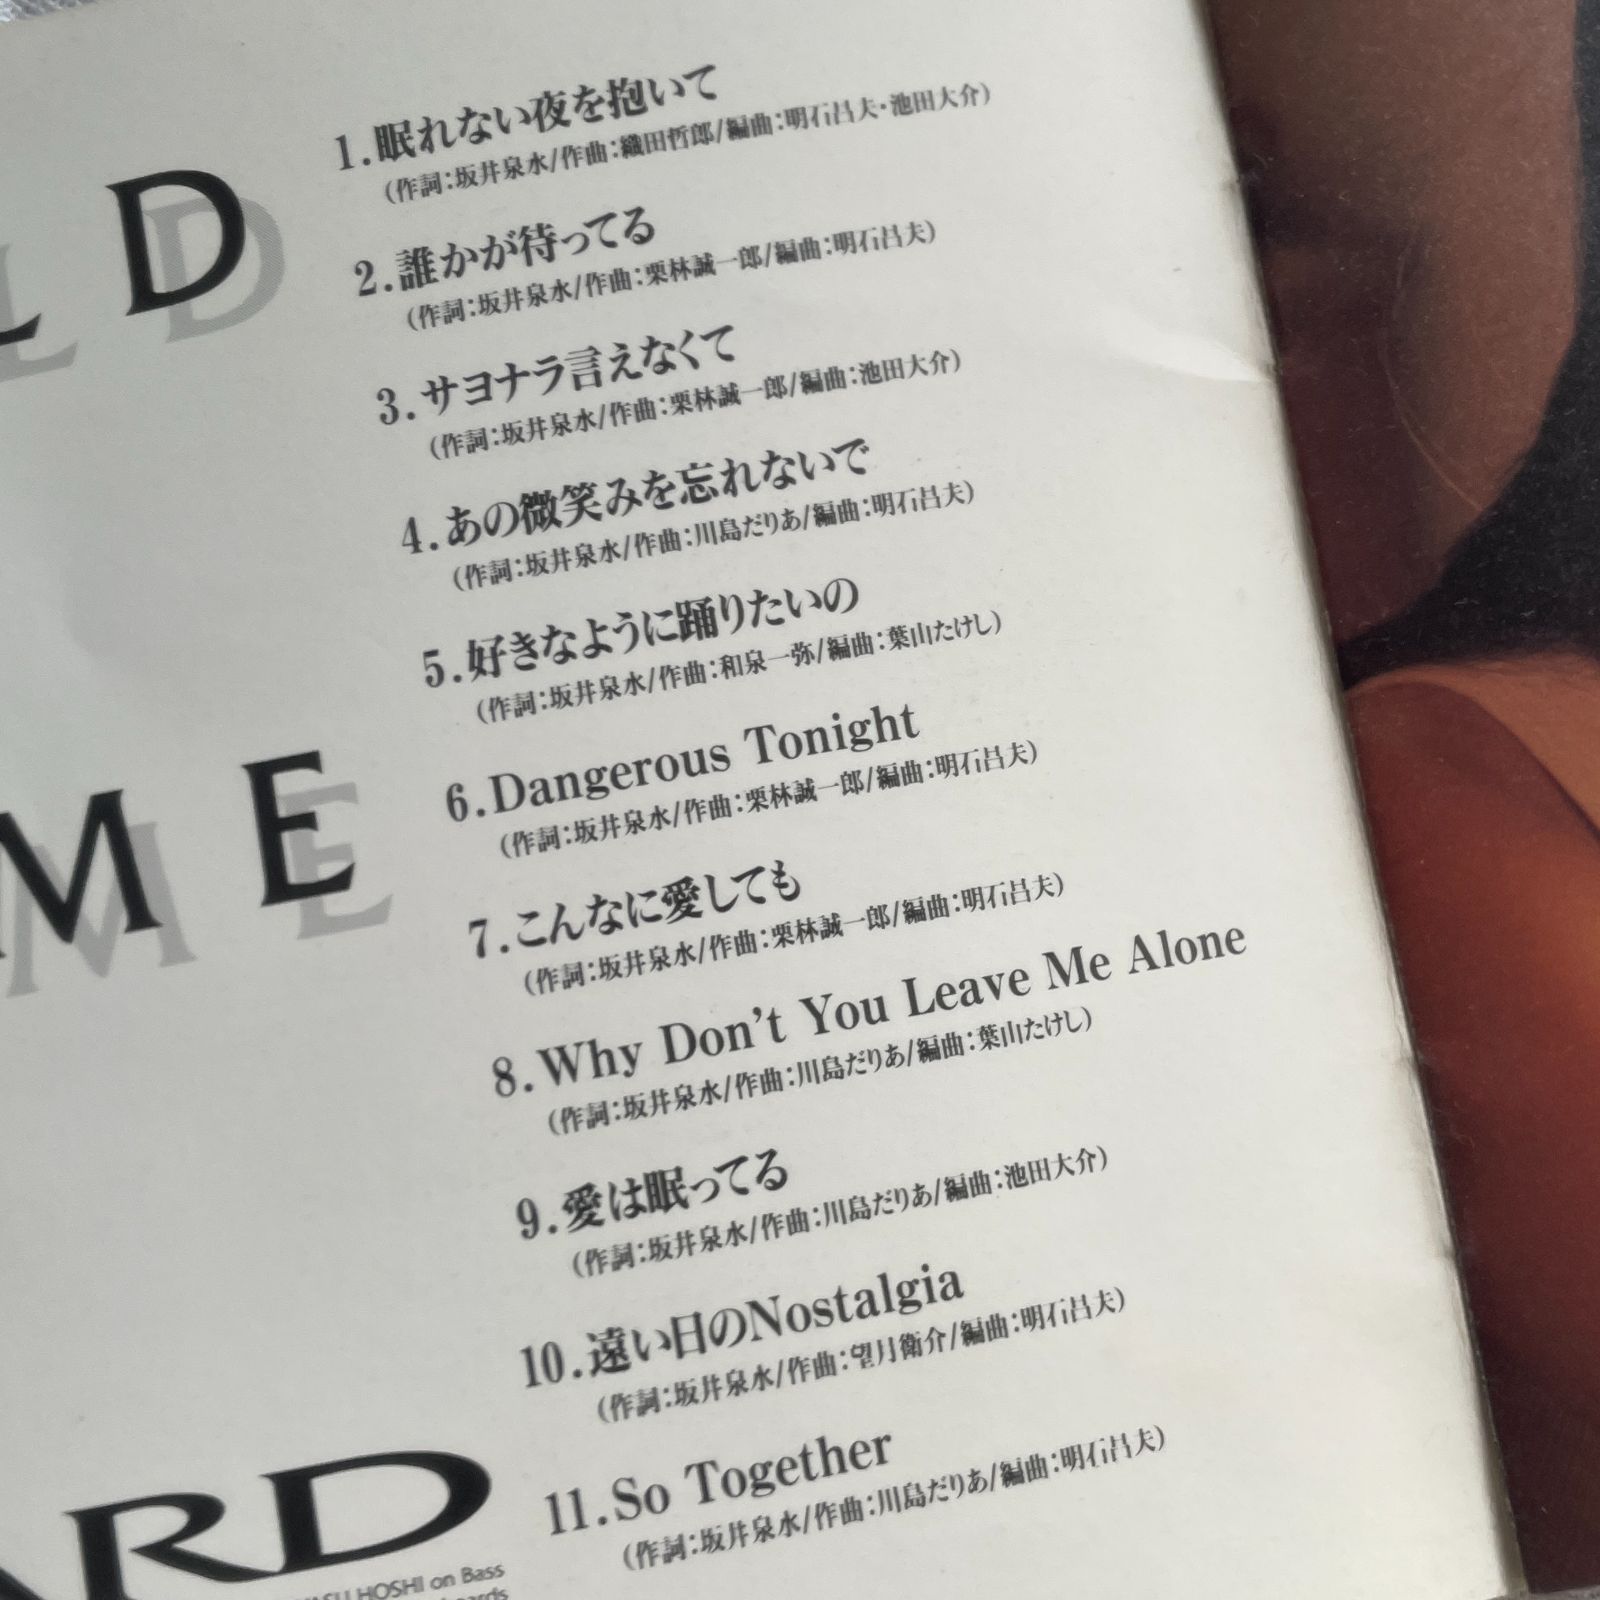 LD
ME
ARD
HOSHI on Bass
1.眠れない夜を抱いて
(作詞:坂井泉水/作曲:織田哲郎/編曲:明石昌夫・池田大介)
2.誰かが待ってる
(作詞:坂井泉水/作曲:栗林誠一郎/編曲:明石昌夫)
3.サヨナラ言えなくて
(作詞:坂井泉水/作曲:栗林誠一郎/編曲:池田大介)
4.あの微笑みを忘れないで
(作詞:坂井泉水/作曲:川島だりあ/編曲:明石昌夫)
5.好きなように踊りたいの
(作詞:坂井泉水/作曲:和泉一弥/編曲:葉山たけし)
6.Dangerous Tonight
(作詞:坂井泉水/作曲:栗林誠一郎/編曲:明石昌夫)
7.こんなに愛しても
(作詞:坂井泉水/作曲:栗林誠一郎/編曲:明石昌夫)
8.Why Don't You Leave Me Alone
(作詞:坂井泉水/作曲:川島だりあ/編曲:葉山たけし)
9.愛は眠ってる
(作詞:坂井泉水/作曲:川島だりあ/編曲:池田大介)
10.遠い日のNostalgia
(作詞:坂井泉水/作曲:望月衛介/編曲:明石昌夫)
11.So Together
(作詞:坂井泉水/作曲:川島だりあ/編曲:明石昌夫)